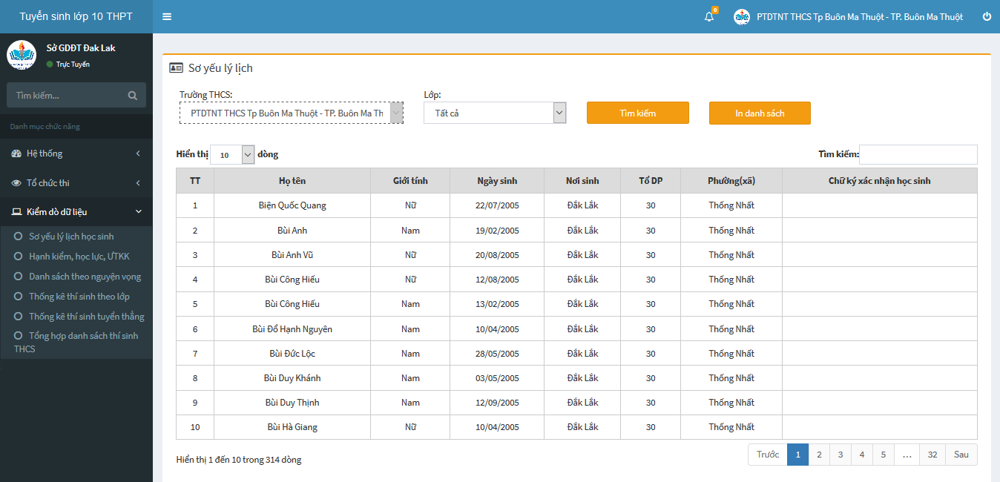 Tuyển sinh lớp 10 THPT
0
PTDTNT THCS Tp Buôn Ma Thuột - TP. Buôn Ma Thuột
Sở GDĐT Đak Lak
Trực Tuyến
Tìm kiếm...
Danh mục chức năng
Hệ thống
Tổ chức thi
Kiểm dò dữ liệu
Sơ yếu lý lịch học sinh
Hạnh kiểm, học lực, ƯTKK
Danh sách theo nguyện vọng
Thống kê thí sinh theo lớp
Thống kê thí sinh tuyển thẳng
Tổng hợp danh sách thí sinh
THCS
Sơ yếu lý lịch
Trường THCS: Lớp:
PTDTNT THCS Tp Buôn Ma Thuột - TP. Buôn Ma Th Tất cả Tìm kiếm In danh sách
Hiển thị 10 dòng Tìm kiếm:
TT Họ tên Giới tính Ngày sinh Nơi sinh Tổ DP Phường(xã) Chữ ký xác nhận học sinh
1 Biện Quốc Quang Nữ 22/07/2005 Đắk Lắk 30 Thống Nhất
2 Bùi Anh Nam 19/02/2005 Đắk Lắk 30 Thống Nhất
3 Bùi Anh Vũ Nữ 20/08/2005 Đắk Lắk 30 Thống Nhất
4 Bùi Công Hiếu Nữ 12/08/2005 Đắk Lắk 30 Thống Nhất
5 Bùi Công Hiếu Nam 13/02/2005 Đắk Lắk 30 Thống Nhất
6 Bùi Đỗ Hạnh Nguyên Nam 10/04/2005 Đắk Lắk 30 Thống Nhất
7 Bùi Đức Lộc Nam 28/05/2005 Đắk Lắk 30 Thống Nhất
8 Bùi Duy Khánh Nam 03/05/2005 Đắk Lắk 30 Thống Nhất
9 Bùi Duy Thịnh Nam 12/09/2005 Đắk Lắk 30 Thống Nhất
10 Bùi Hà Giang Nữ 10/04/2005 Đắk Lắk 30 Thống Nhất
Hiển thị 1 đến 10 trong 314 dòng Trước 1 2 3 4 5 ... 32 Sau